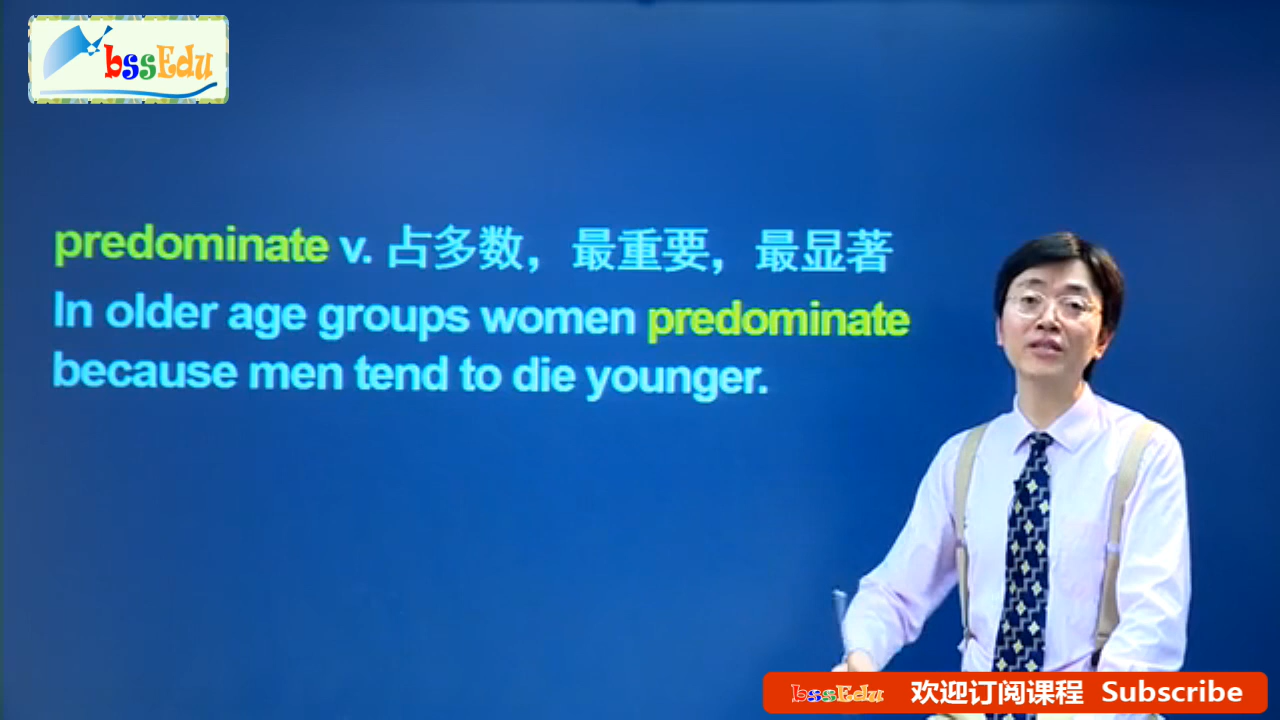 bssEdu
predominate v. 占多数，最重要，最显著
In older age groups women predominate
because men tend to die younger.
bssEdu 欢迎订阅课程 Subscribe